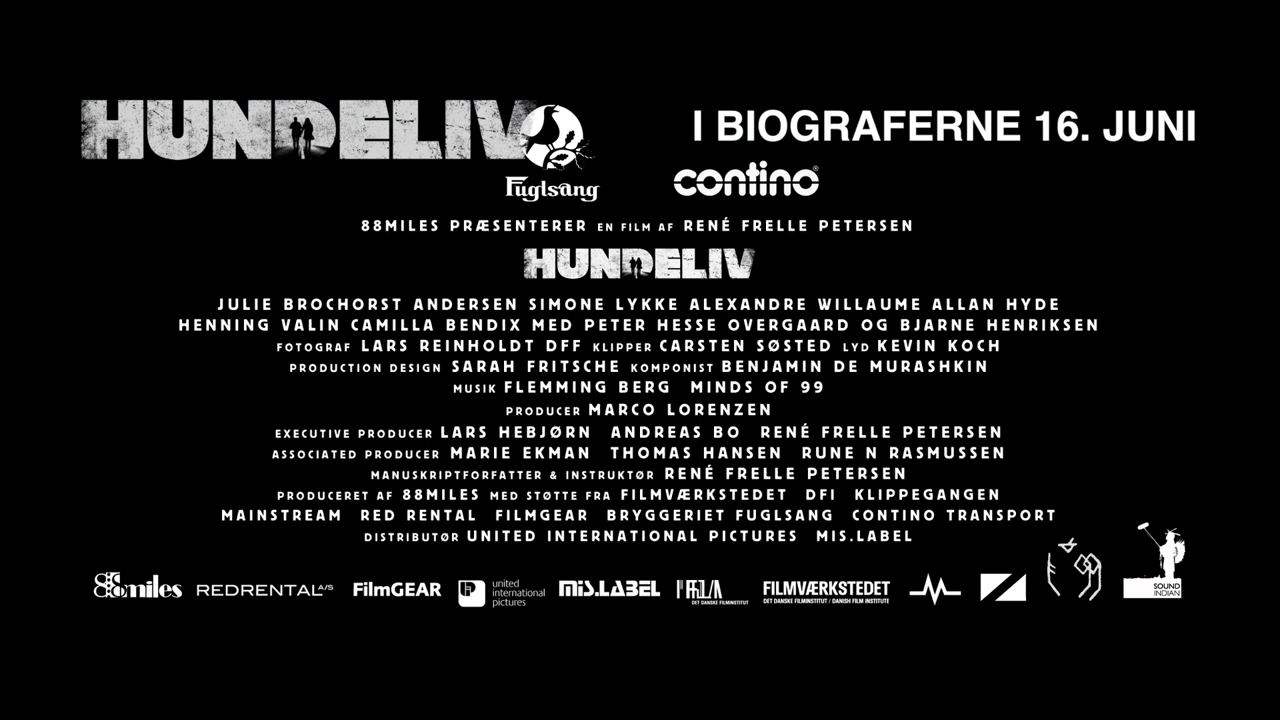 HUNDELIV
I BIOGRAFERNE 16. JUNI
Fuglsang
contino®
88MILES PRÆSENTERER EN FILM AF RENÉ FRELLE PETERSEN
HUNDELIV
JULIE BROCHORST ANDERSEN SIMONE LYKKE ALEXANDRE WILLAUME ALLAN HYDE
HENNING VALIN CAMILLA BENDIX MED PETER HESSE OVERGAARD OG BJARNE HENRIKSEN
FOTOGRAF LARS REINHOLDT DFF KLIPPER CARSTEN SØSTED LYD KEVIN KOCH
PRODUCTION DESIGN SARAH FRITSCHE KOMPONIST BENJAMIN DE MURASHKIN
MUSIK FLEMMING BERG MINDS OF 99
PRODUCER MARCO LORENZEN
EXECUTIVE PRODUCER LARS HEBJØRN ANDREAS BO RENÉ FRELLE PETERSEN
ASSOCIATED PRODUCER MARIE EKMAN THOMAS HANSEN RUNE N RASMUSSEN
MANUSKRIPTFORFATTER & INSTRUKTØR RENÉ FRELLE PETERSEN
PRODUCERET AF 88MILES MED STØTTE FRA FILMVÆRKSTEDET DFI KLIPPEGANGEN
MAINSTREAM RED RENTAL FILMGEAR BRYGGERIET FUGLSANG CONTINO TRANSPORT
DISTRIBUTØR UNITED INTERNATIONAL PICTURES MIS.LABEL
88miles
REDRENTAL A/S
FilmGEAR
united
international
pictures
MIS.LABEL
DET DANSKE FILMINSTITUT
FILMVÆRKSTEDET
DET DANSKE FILMINSTITUT / DANISH FILM INSTITUTE
SOUND
INDIAN